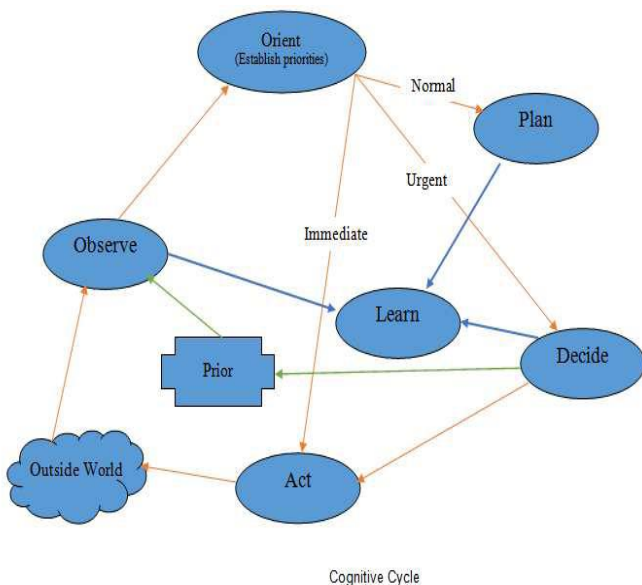 Orient
(Establish priorities)
Normal
Plan
Urgent
Immediate
Observe
Learn
Decide
Prior
Outside World
Act
Cognitive Cycle